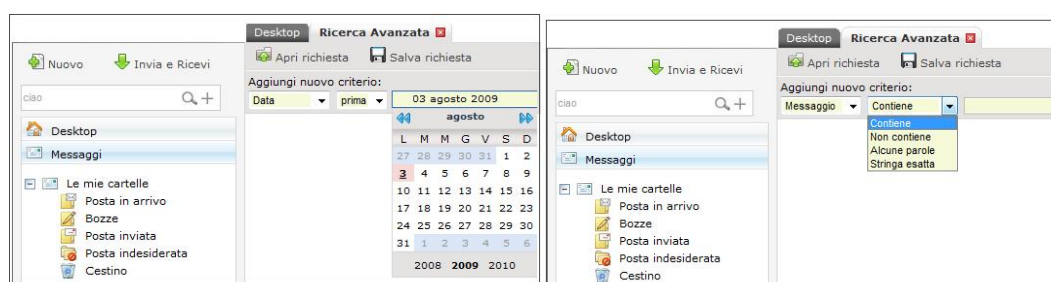 Desktop Ricerca Avanzata
Nuovo Invia e Ricevi
Apri richiesta Salva richiesta
Aggiungi nuovo criterio:
ciao
Data prima 03 agosto 2009
agosto
L M M G V S D
27 28 29 30 31 1 2
3 4 5 6 7 8 9
10 11 12 13 14 15 16
17 18 19 20 21 22 23
24 25 26 27 28 29 30
31 1 2 3 4 5 6
2008 2009 2010
Desktop
Messaggi
Le mie cartelle
Posta in arrivo
Bozze
Posta inviata
Posta indesiderata
Cestino
Desktop Ricerca Avanzata
Nuovo Invia e Ricevi
Apri richiesta Salva richiesta
Aggiungi nuovo criterio:
ciao
Messaggio Contiene
Contiene
Non contiene
Alcune parole
Stringa esatta
Desktop
Messaggi
Le mie cartelle
Posta in arrivo
Bozze
Posta inviata
Posta indesiderata
Cestino